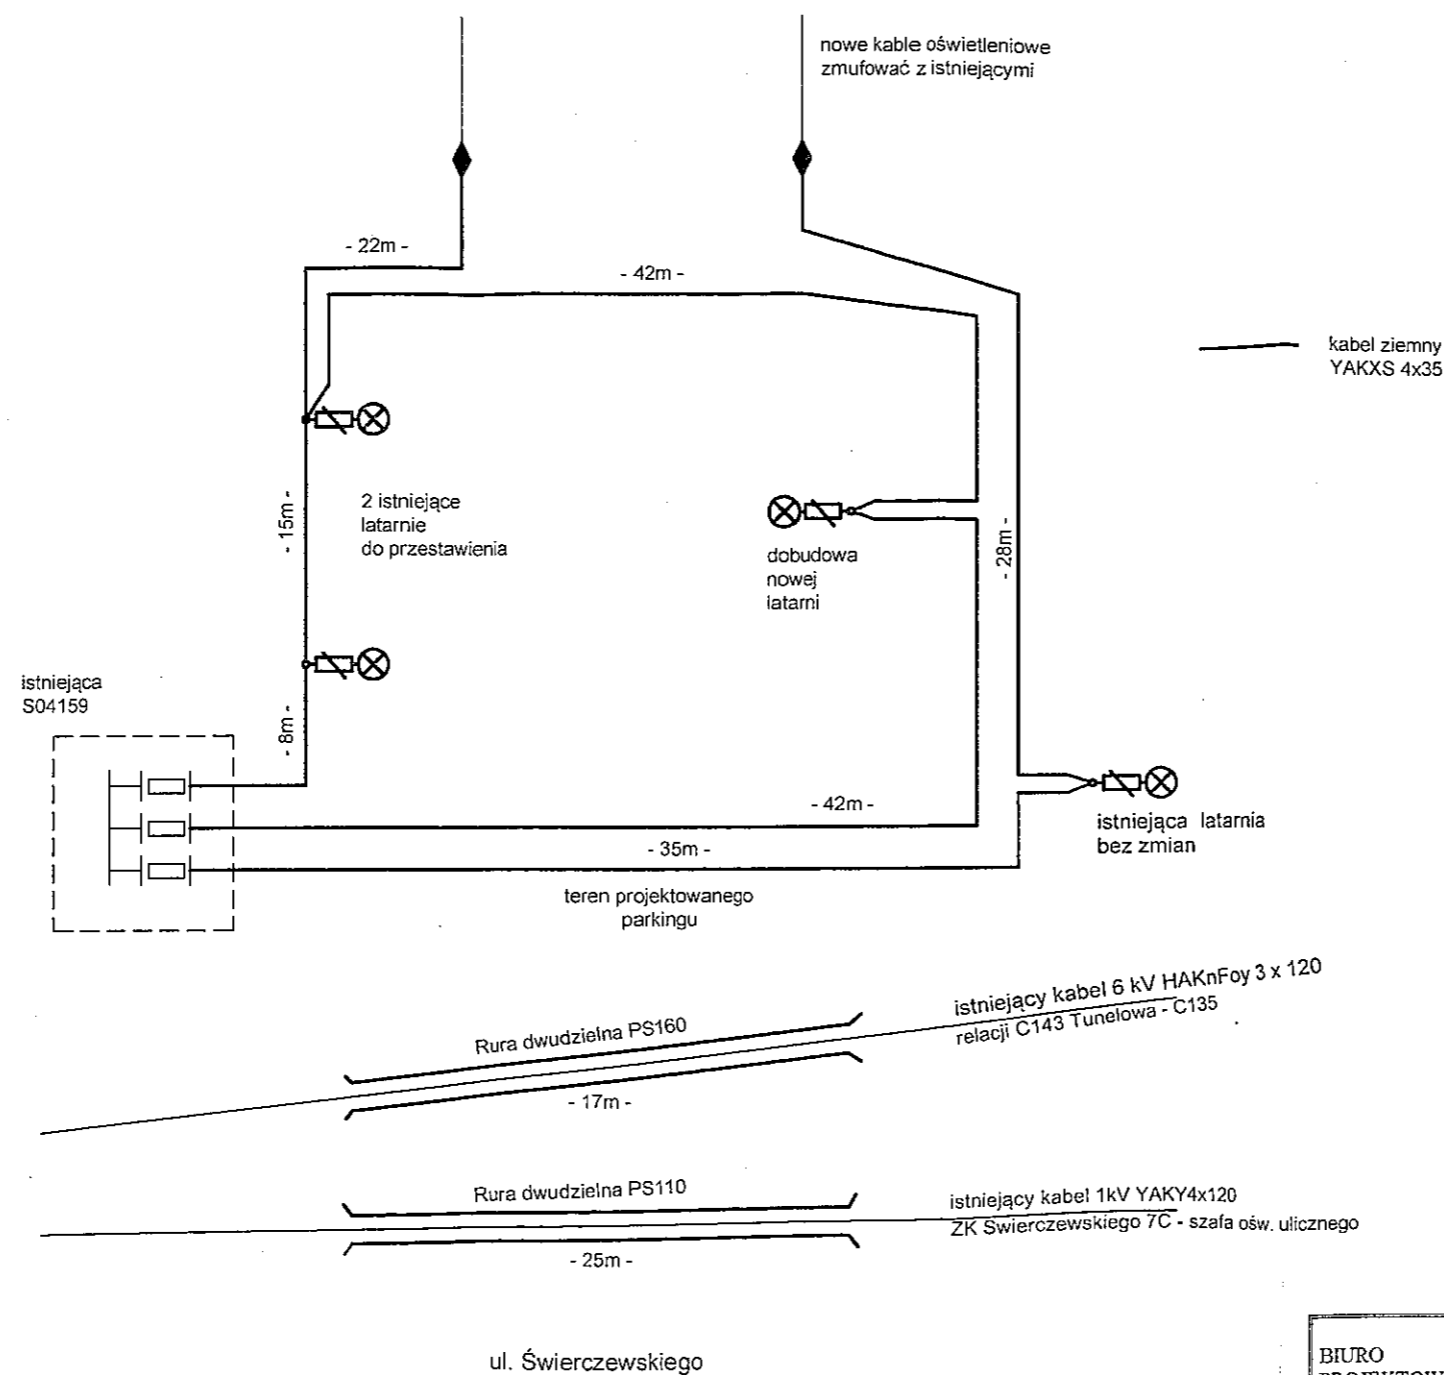 nowe kable oświetleniowe
zmufować z istniejącymi
- 22m -
- 42m -
kabel ziemny
YAKXS 4x35
- 15m -
2 istniejące
latarnie
do przestawienia
dobudowa
nowej
latarni
- 28m -
istniejąca
S04159
- 8m -
- 42m -
istniejąca latarnia
bez zmian
- 35m -
teren projektowanego
parkingu
istniejący kabel 6 kV HAKnFoy 3 x 120
relacji C143 Tunelowa - C135
Rura dwudzielna PS160
- 17m -
Rura dwudzielna PS110
istniejący kabel 1kV YAKY4x120
ZK Swierczewskiego 7C - szafa ośw. ulicznego
- 25m -
ul. Świerczewskiego
BIURO